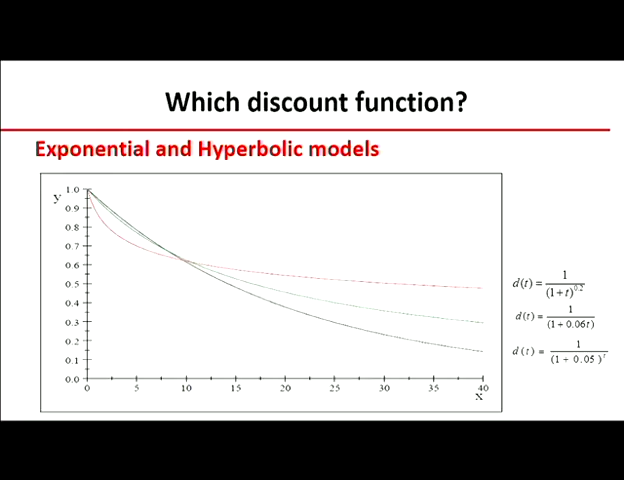 Which discount function?
Exponential and Hyperbolic models
y
1.0
0.9
0.8
0.7
0.6
0.5
0.4
0.3
0.2
0.1
0.0
0 5 10 15 20 25 30 35 40
x
d(t) = 1/(1+t)^0.2
d(t) = 1/(1+0.06t)
d(t) = 1/(1+0.05)^t